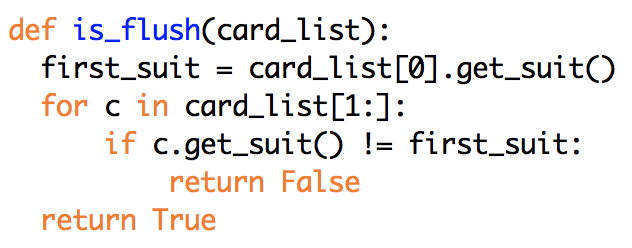 def is_flush(card_list):
  first_suit = card_list[0].get_suit()
  for c in card_list[1:]:
      if c.get_suit() != first_suit:
          return False
  return True